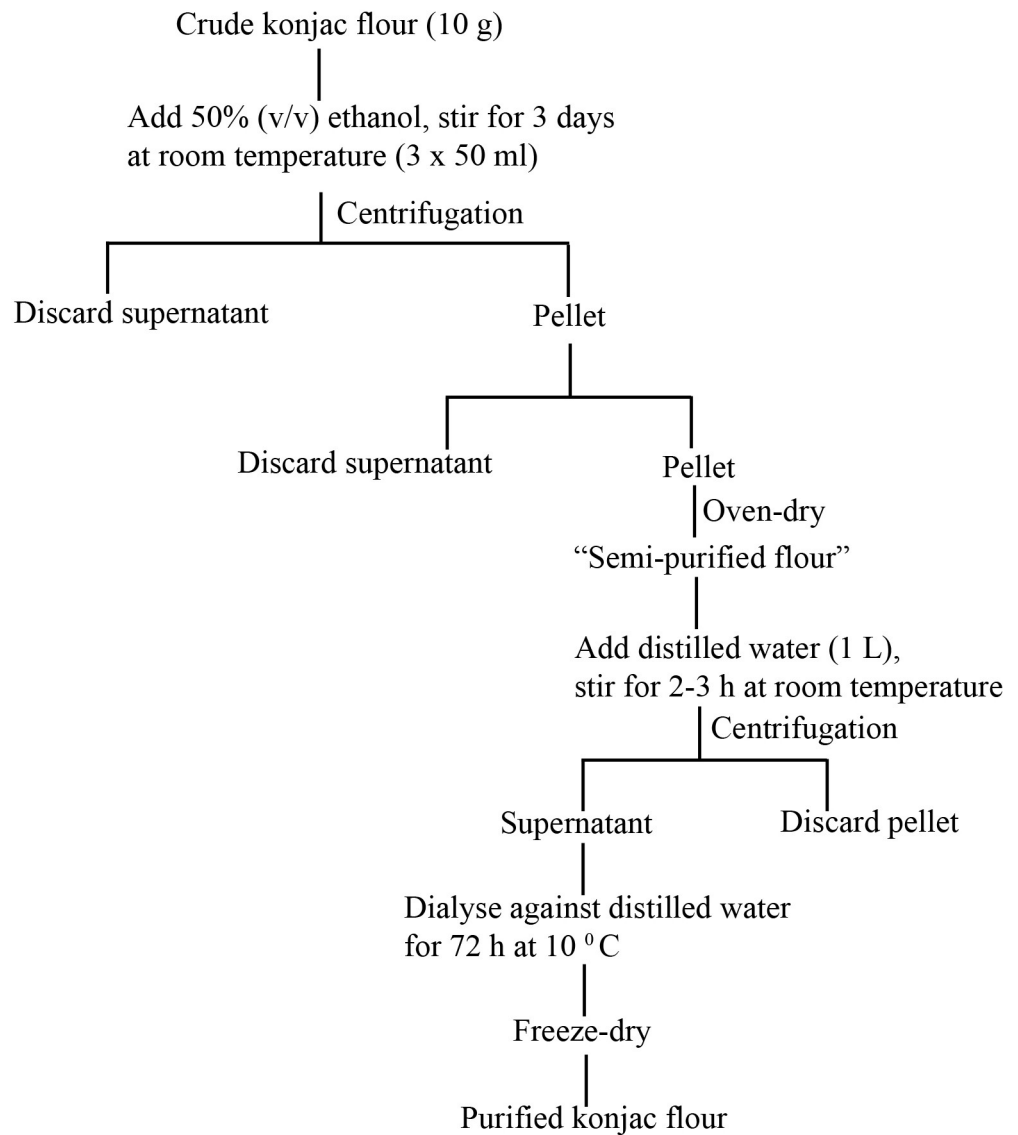 Crude konjac flour (10 g)
Add 50% (v/v) ethanol, stir for 3 days
at room temperature (3 x 50 ml)
Centrifugation
Discard supernatant
Pellet
Discard supernatant
Pellet
Oven-dry
“Semi-purified flour”
Add distilled water (1 L),
stir for 2-3 h at room temperature
Centrifugation
Supernatant
Discard pellet
Dialyse against distilled water
for 72 h at 10 ⁰ C
Freeze-dry
Purified konjac flour